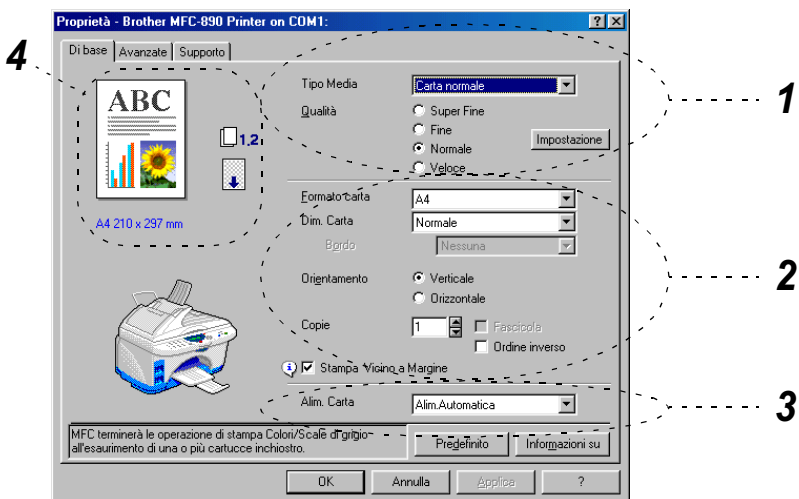 Proprietà - Brother MFC-890 Printer on COM1:
Di base Avanzate Supporto
4
ABC
1,2
A4 210 x 297 mm
Tipo Media Carta normale
Qualità Super Fine
Fine
Normale
Veloce
Impostazione
1
Formato carta A4
Dim. Carta Normale
Bordo Nessuna
Orientamento Verticale
Orizzontale
Copie 1 Fascicola
Ordine inverso
Stampa Vicino a Margine
2
Alim. Carta Alim.Automatica
3
MFC terminerà le operazione di stampa Colori/Scale di grigio
all'esaurimento di una o più cartucce inchiostro.
Predefinito Informazioni su
OK Annulla Applica ?